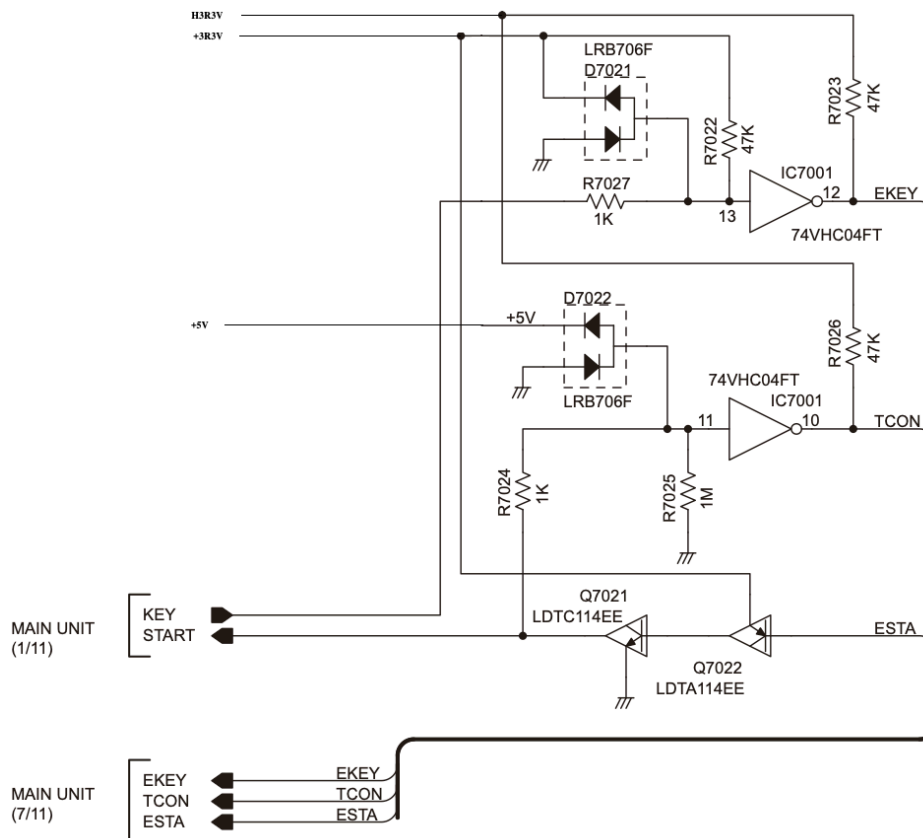 H3R3V
+3R3V
LRB706F
D7021
R7022
47K
R7023
47K
R7027
1K
IC7001
13
12
EKEY
74VHC04FT
D7022
+5V
+5V
LRB706F
R7026
47K
74VHC04FT
IC7001
11
10
TCON
R7024
1K
R7025
1M
MAIN UNIT
(1/11)
KEY
START
Q7021
LDTC114EE
Q7022
LDTA114EE
ESTA
MAIN UNIT
(7/11)
EKEY
EKEY
TCON
TCON
ESTA
ESTA